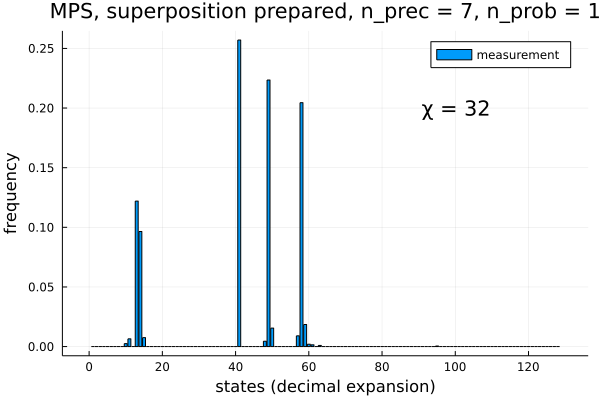 MPS, superposition prepared, n_prec = 7, n_prob = 1
measurement
χ = 32
frequency
0.25
0.20
0.15
0.10
0.05
0.00
0 20 40 60 80 100 120
states (decimal expansion)